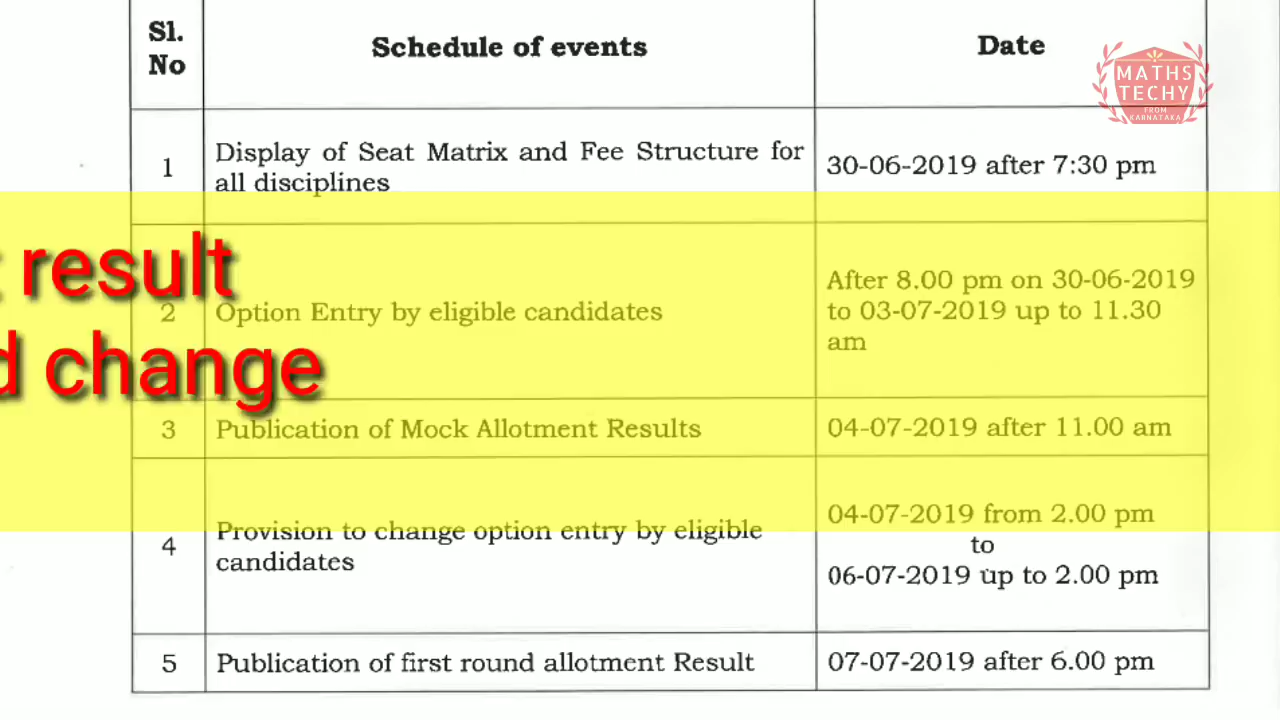 Sl.
No
Schedule of events
Date
MATHS
TECHY
FROM
KARNATAKA
1
Display of Seat Matrix and Fee Structure for
all disciplines
30-06-2019 after 7:30 pm
result
change
2
Option Entry by eligible candidates
After 8.00 pm on 30-06-2019
to 03-07-2019 up to 11.30
am
3
Publication of Mock Allotment Results
04-07-2019 after 11.00 am
4
Provision to change option entry by eligible
candidates
04-07-2019 from 2.00 pm
to
06-07-2019 up to 2.00 pm
5
Publication of first round allotment Result
07-07-2019 after 6.00 pm